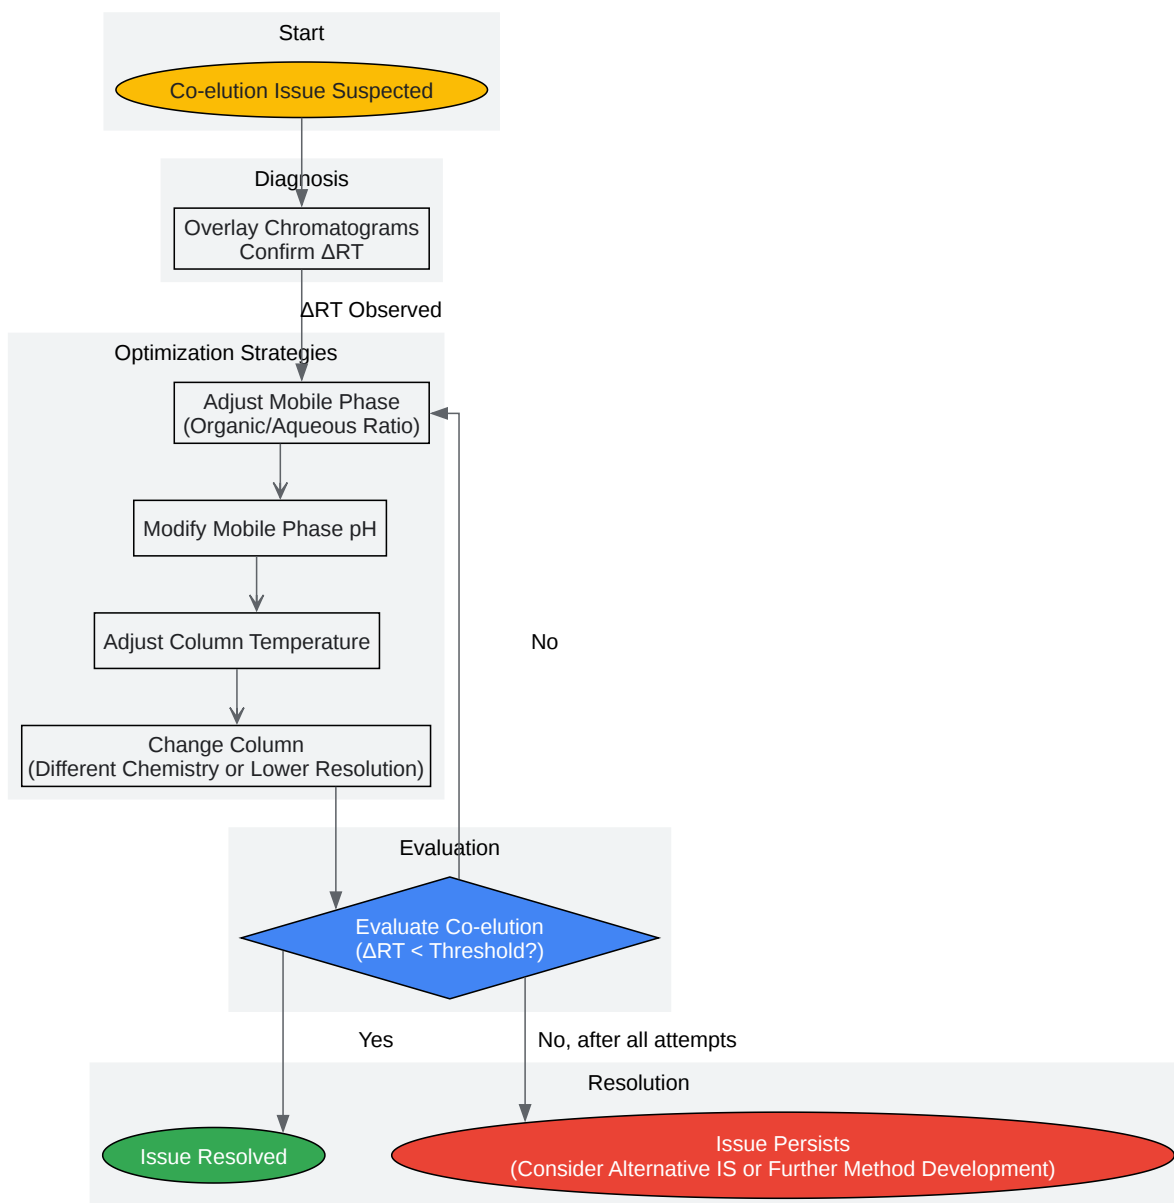 Start
Co-elution Issue Suspected
Diagnosis
Overlay Chromatograms
Confirm ΔRT
ΔRT Observed
Optimization Strategies
Adjust Mobile Phase
(Organic/Aqueous Ratio)
Modify Mobile Phase pH
Adjust Column Temperature
No
Change Column
(Different Chemistry or Lower Resolution)
Evaluation
Evaluate Co-elution
(ΔRT < Threshold?)
Yes
No, after all attempts
Resolution
Issue Resolved
Issue Persists
(Consider Alternative IS or Further Method Development)